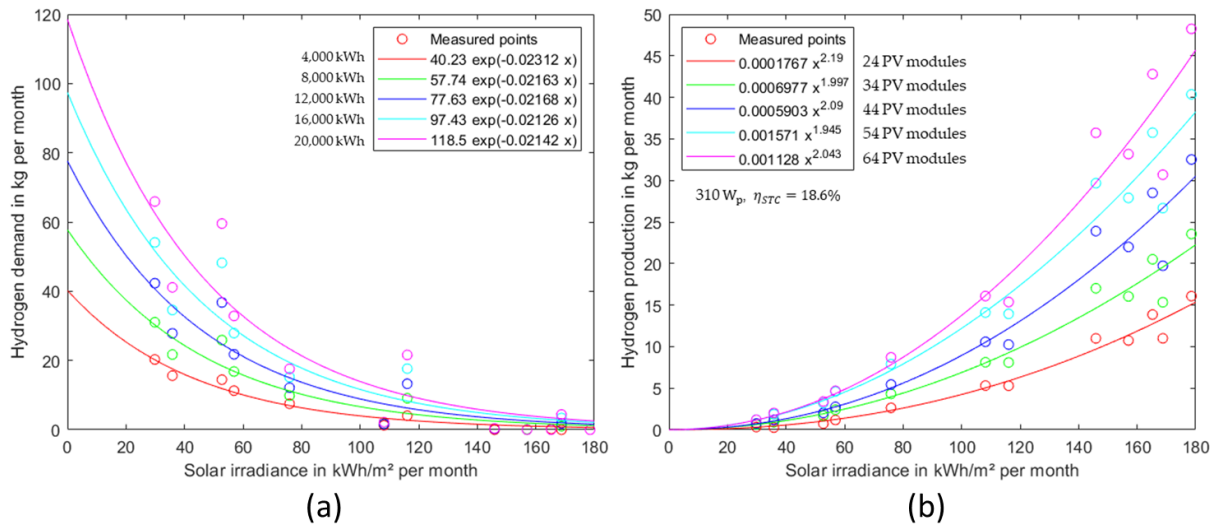 120
100
80
60
40
20
0
0 20 40 60 80 100 120 140 160 180
Hydrogen demand in kg per month
Solar irradiance in kWh/m² per month
Measured points
4,000 kWh 40.23 exp(-0.02312 x)
8,000 kWh 57.74 exp(-0.02163 x)
12,000 kWh 77.63 exp(-0.02168 x)
16,000 kWh 97.43 exp(-0.02126 x)
20,000 kWh 118.5 exp(-0.02142 x)
(a)
50
45
40
35
30
25
20
15
10
5
0
0 20 40 60 80 100 120 140 160 180
Hydrogen production in kg per month
Solar irradiance in kWh/m² per month
Measured points
0.0001767 x^2.19 24 PV modules
0.0006977 x^1.997 34 PV modules
0.0005903 x^2.09 44 PV modules
0.001571 x^1.945 54 PV modules
0.001128 x^2.043 64 PV modules
310 Wₚ, η_STC = 18.6%
(b)